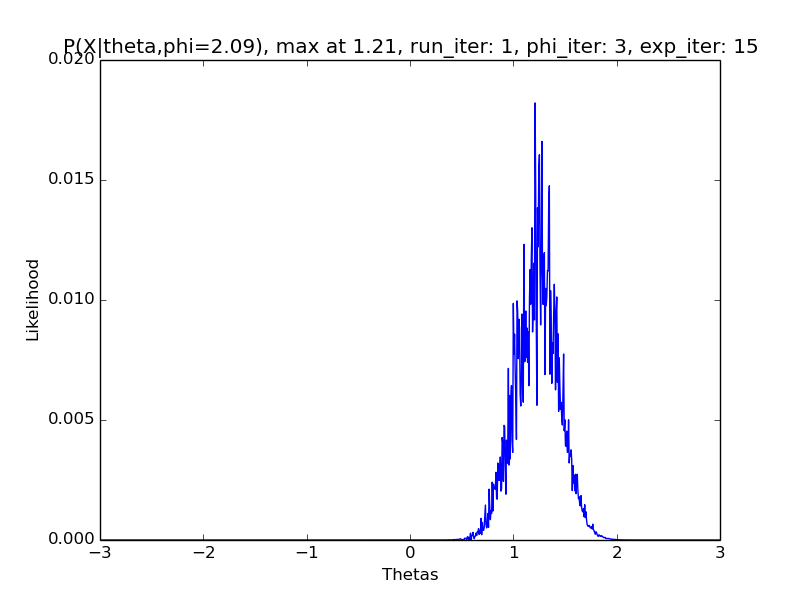 P(X|theta,phi=2.09), max at 1.21, run_iter: 1, phi_iter: 3, exp_iter: 15
0.020
0.015
0.010
0.005
0.000
Likelihood
−3 −2 −1 0 1 2 3
Thetas